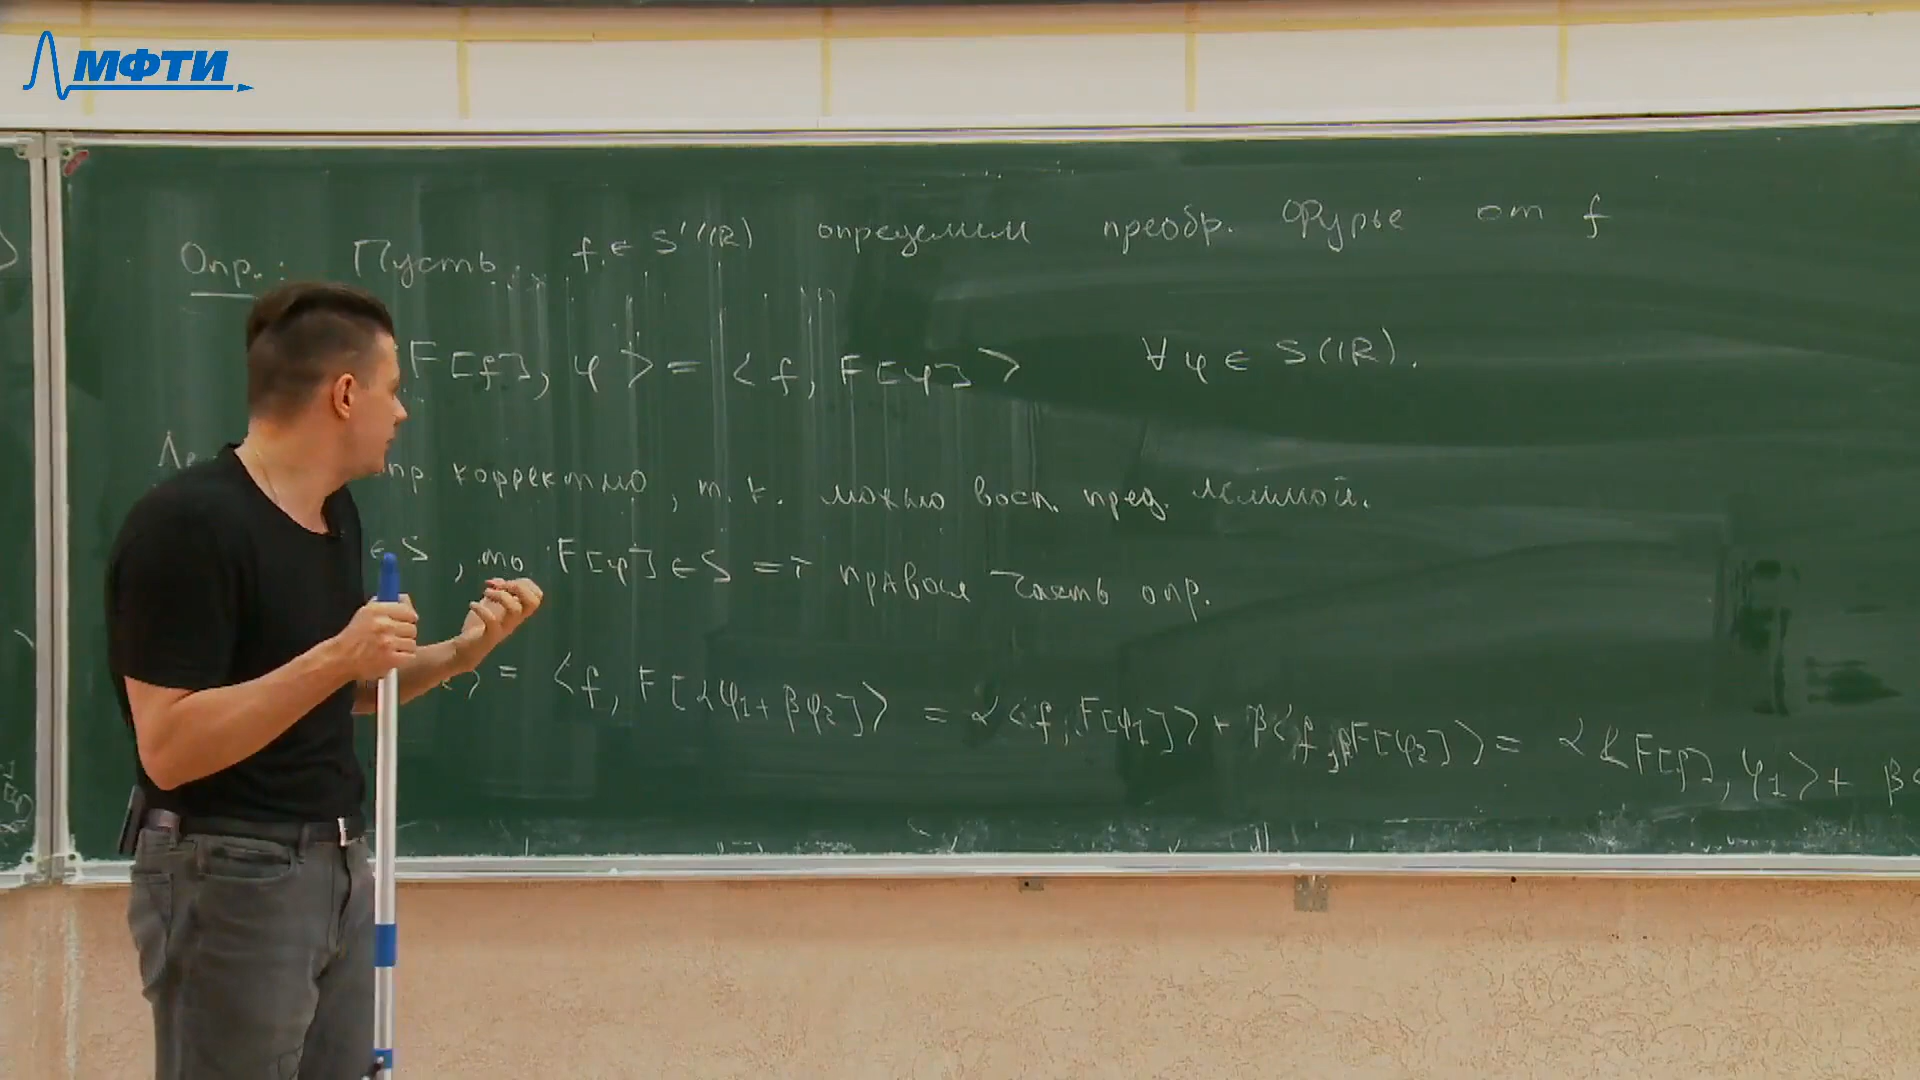 МФТИ
Опр.: Пусть f ∈ S'(ℝ) определим преобр. Фурье от f
F[f], φ > = < f, F[φ] > ∀φ ∈ S(ℝ).
опр. корректно, т.к. можно восп. пред.
∈ S, то F[φ] ∈ S => правая часть опр.
> = <f, F[αφ₁ + βφ₂]> = α<f, F[φ₁]> + β<f, F[φ₂]> = α<F[f], φ₁> + β<